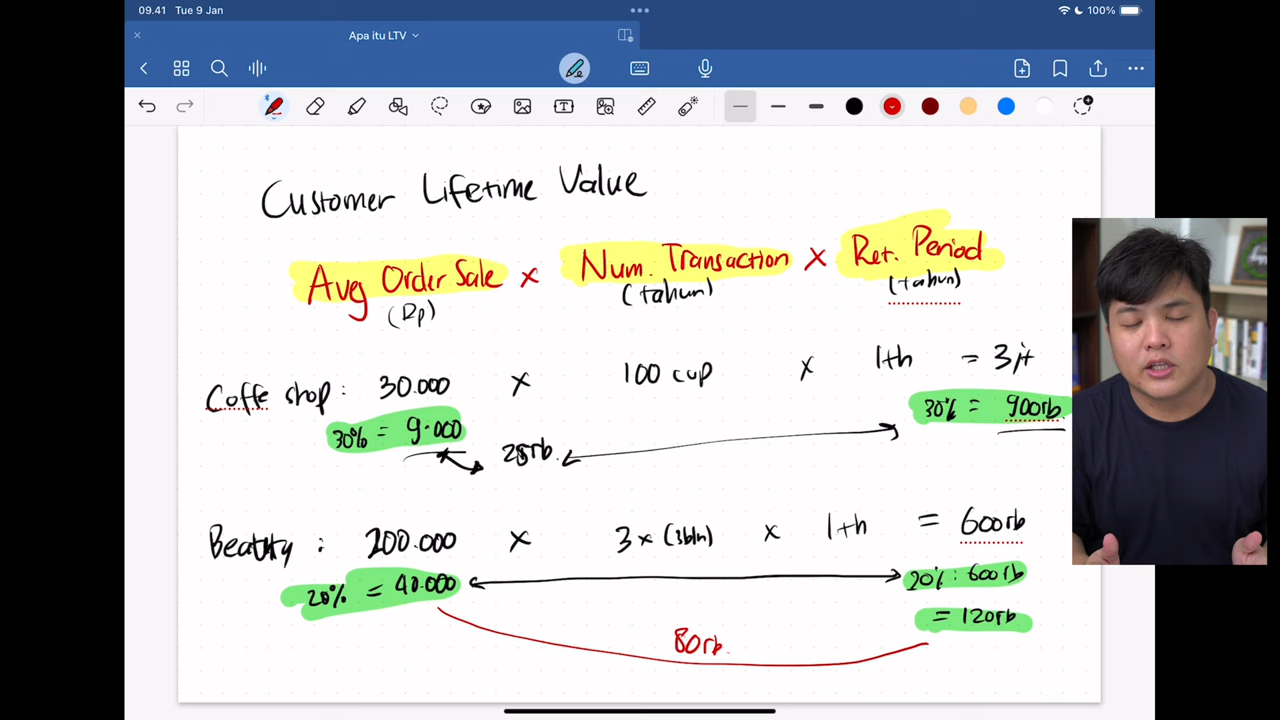 09.41 Tue 9 Jan
100%
Apa itu LTV
Customer Lifetime Value
Avg Order Sale x Num. Transaction x Ret. Period
(Rp) (tahun) (tahun)
Coffe shop : 30.000 x 100 cup x 1th = 3jt
30% = 9.000 30% = 900rb
25rb.
Beauty : 200.000 x 3x (3bln) x 1th = 600rb
20% = 40.000 20% : 600rb
= 120rb
80rb.